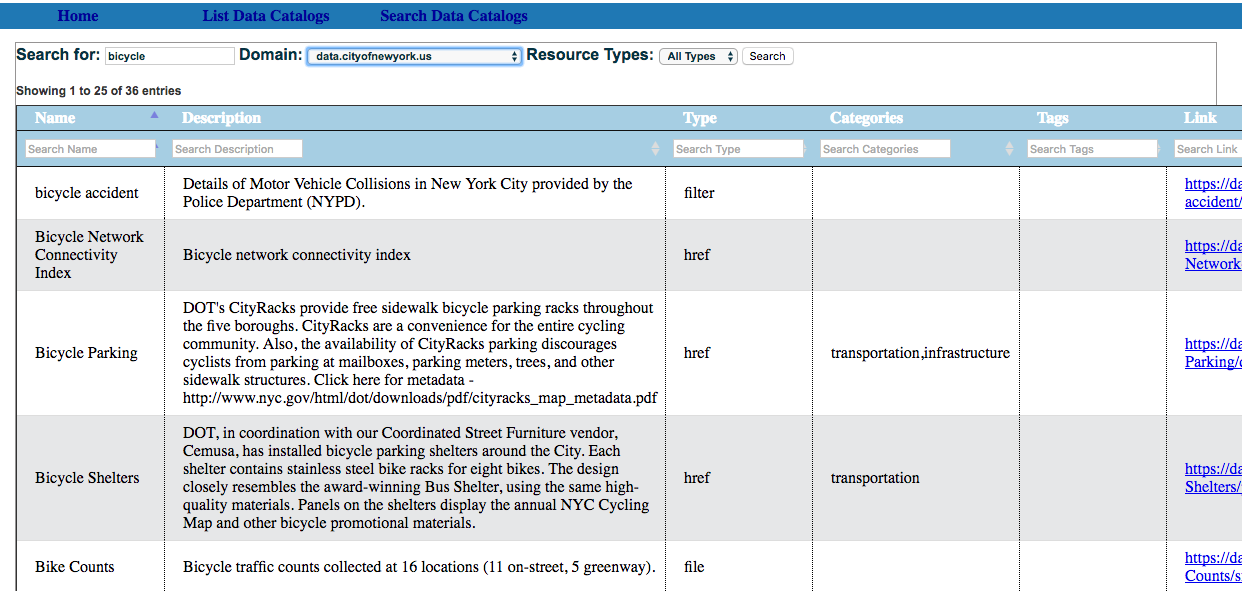 Home List Data Catalogs Search Data Catalogs
Search for: bicycle Domain: data.cityofnewyork.us Resource Types: All Types Search
Showing 1 to 25 of 36 entries
Name Description Type Categories Tags Link
Search Name Search Description Search Type Search Categories Search Tags Search Link
bicycle accident
Details of Motor Vehicle Collisions in New York City provided by the
Police Department (NYPD).
filter
https://da
accident/
Bicycle Network
Connectivity
Index
Bicycle network connectivity index
href
https://da
Network
Bicycle Parking
DOT's CityRacks provide free sidewalk bicycle parking racks throughout
the five boroughs. CityRacks are a convenience for the entire cycling
community. Also, the availability of CityRacks parking discourages
cyclists from parking at mailboxes, parking meters, trees, and other
sidewalk structures. Click here for metadata -
http://www.nyc.gov/html/dot/downloads/pdf/cityracks_map_metadata.pdf
href
transportation,infrastructure
https://da
Parking/
Bicycle Shelters
DOT, in coordination with our Coordinated Street Furniture vendor,
Cemusa, has installed bicycle parking shelters around the City. Each
shelter contains stainless steel bike racks for eight bikes. The design
closely resembles the award-winning Bus Shelter, using the same high-
quality materials. Panels on the shelters display the annual NYC Cycling
Map and other bicycle promotional materials.
href
transportation
https://da
Shelters/
Bike Counts
Bicycle traffic counts collected at 16 locations (11 on-street, 5 greenway).
file
https://da
Counts/s